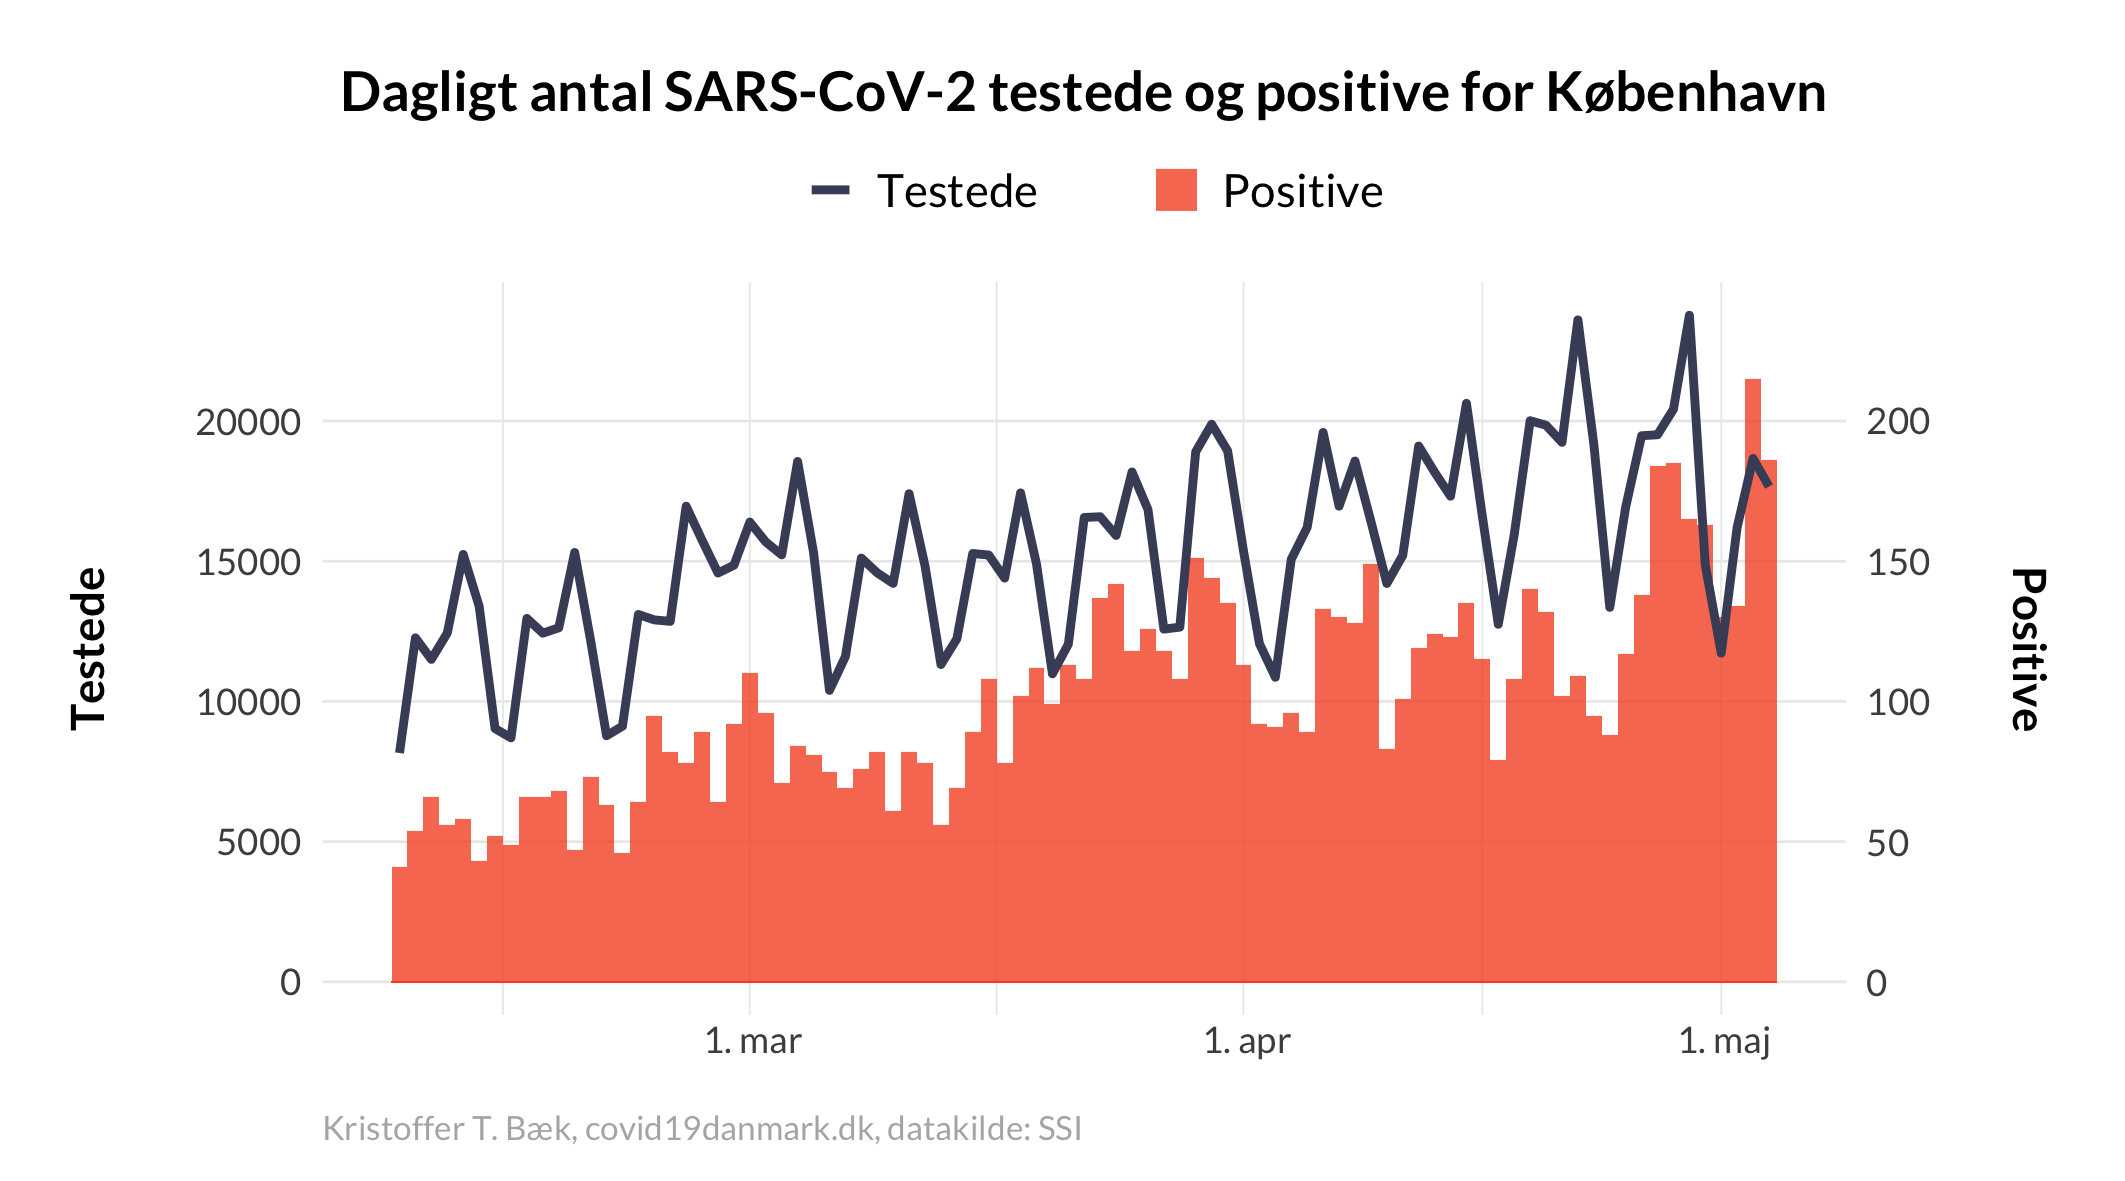 Dagligt antal SARS-CoV-2 testede og positive for København
Testede
Positive
20000
15000
10000
5000
0
Testede
200
150
100
50
0
Positive
1. mar
1. apr
1. maj
Kristoffer T. Bæk, covid19danmark.dk, datakilde: SSI